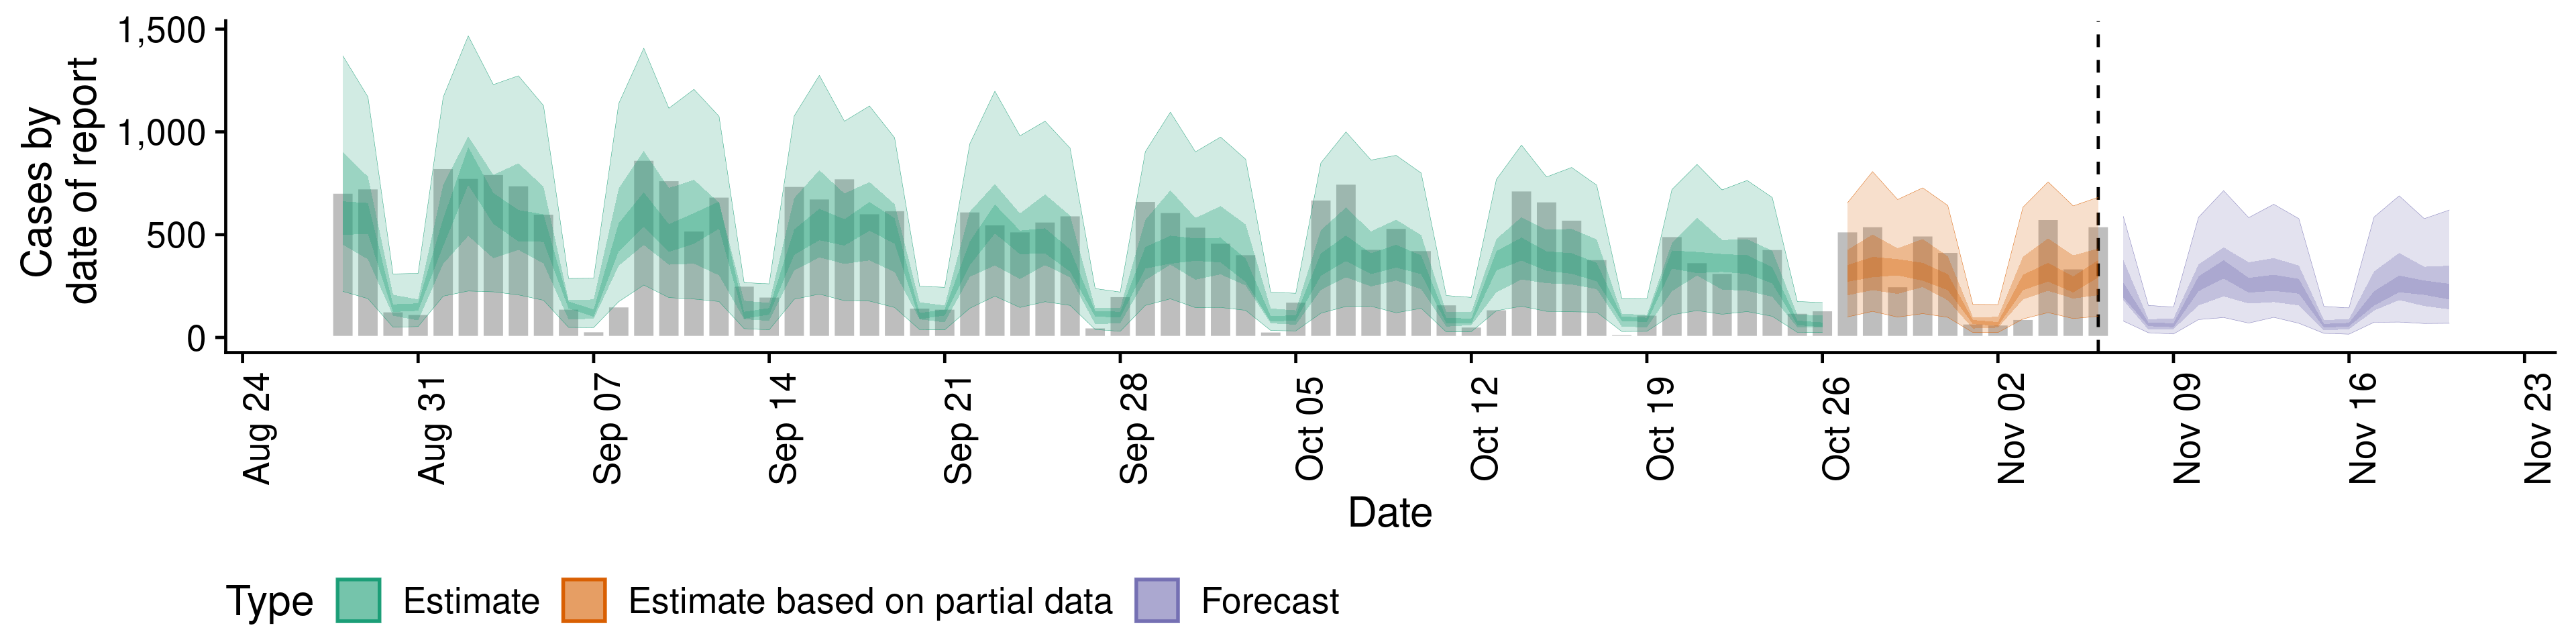 Cases by
date of report
1,500
1,000
500
0
Aug 24
Aug 31
Sep 07
Sep 14
Sep 21
Sep 28
Oct 05
Oct 12
Oct 19
Oct 26
Nov 02
Nov 09
Nov 16
Nov 23
Date
Type Estimate Estimate based on partial data Forecast